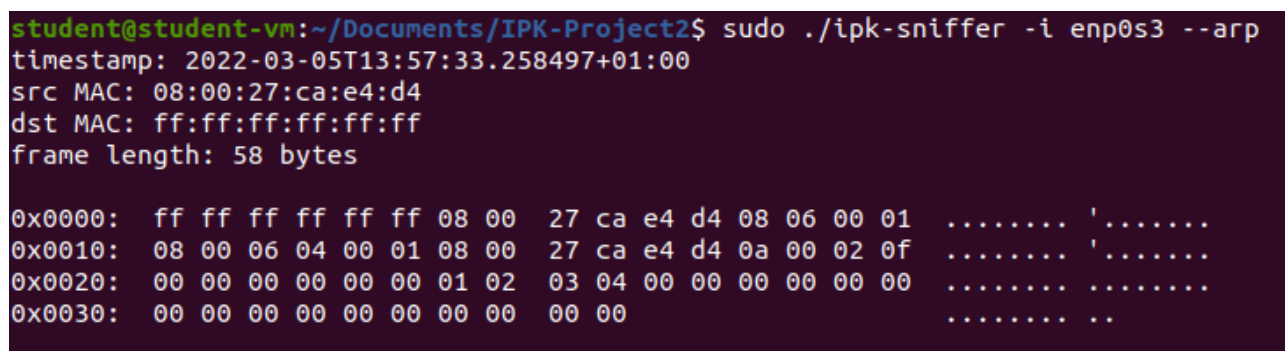 student@student-vm:~/Documents/IPK-Project2$ sudo ./ipk-sniffer -i enp0s3 --arp
timestamp: 2022-03-05T13:57:33.258497+01:00
src MAC: 08:00:27:ca:e4:d4
dst MAC: ff:ff:ff:ff:ff:ff
frame length: 58 bytes
0x0000:  ff ff ff ff ff ff 08 00  27 ca e4 d4 08 06 00 01  ........ '.......
0x0010:  08 00 06 04 00 01 08 00  27 ca e4 d4 0a 00 02 0f  ........ '.......
0x0020:  00 00 00 00 00 00 01 02  03 04 00 00 00 00 00 00  ........ ........
0x0030:  00 00 00 00 00 00 00 00  00 00                    ........ ..